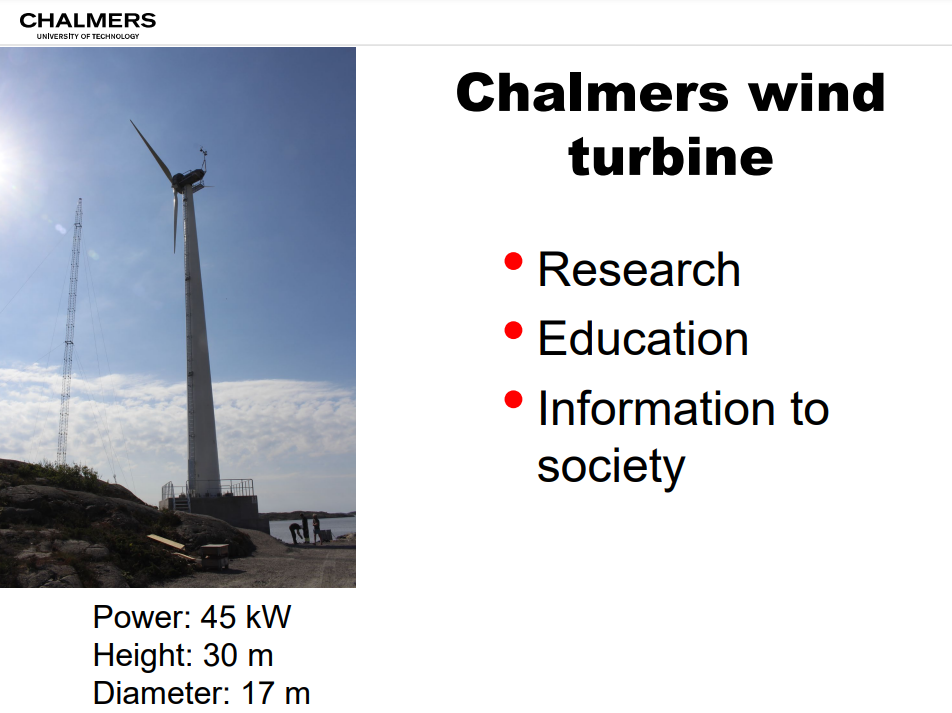 CHALMERS
UNIVERSITY OF TECHNOLOGY
Chalmers wind
turbine
• Research
• Education
• Information to
society
Power: 45 kW
Height: 30 m
Diameter: 17 m